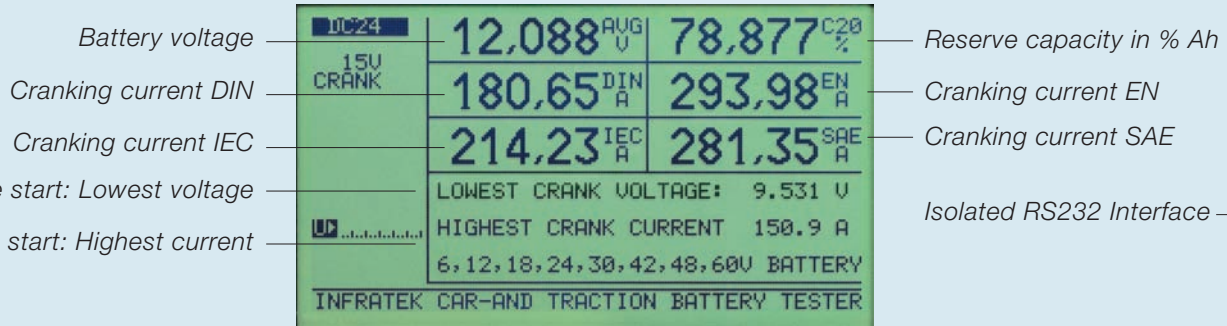 Battery voltage
Cranking current DIN
Cranking current IEC
start: Lowest voltage
start: Highest current
DC24
15V
CRANK
12,088 AVG V
78,877 C20 %
180,65 DIN A
293,98 EN A
214,23 IEC A
281,35 SAE A
LOWEST CRANK VOLTAGE: 9.531 V
HIGHEST CRANK CURRENT 150.9 A
6,12,18,24,30,42,48,60V BATTERY
INFRATEK CAR-AND TRACTION BATTERY TESTER
U
Reserve capacity in % Ah
Cranking current EN
Cranking current SAE
Isolated RS232 Interface